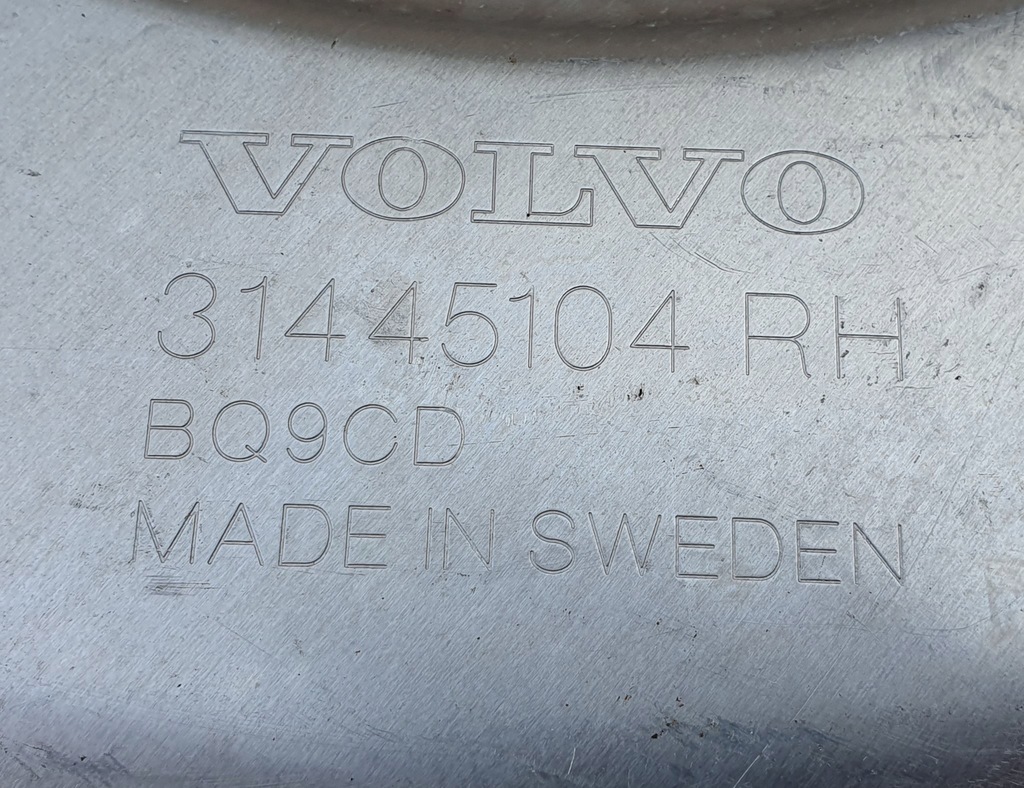 VOLVO
31445104 RH
BQ9CD
MADE IN SWEDEN